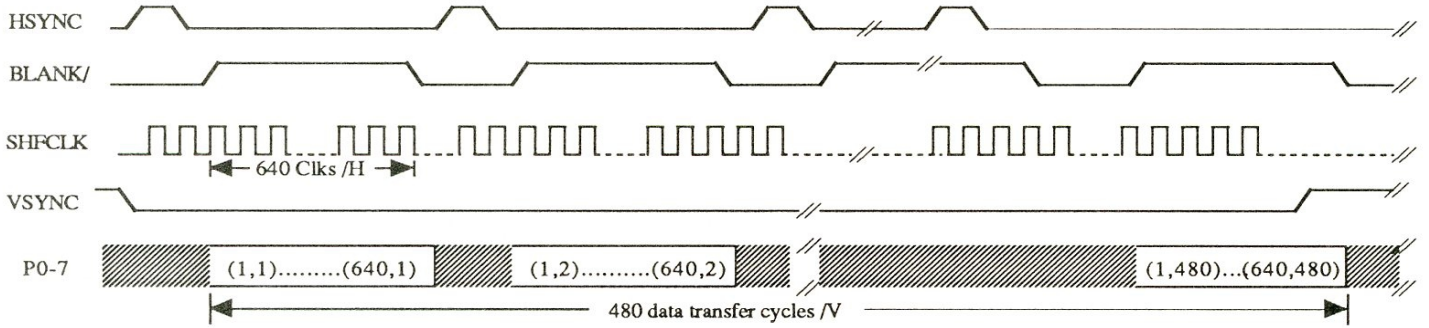 HSYNC
BLANK/
SHFCLK
640 Clks /H
VSYNC
P0-7
(1,1).........(640,1)
(1,2)..........(640,2)
(1,480)...(640,480)
480 data transfer cycles /V